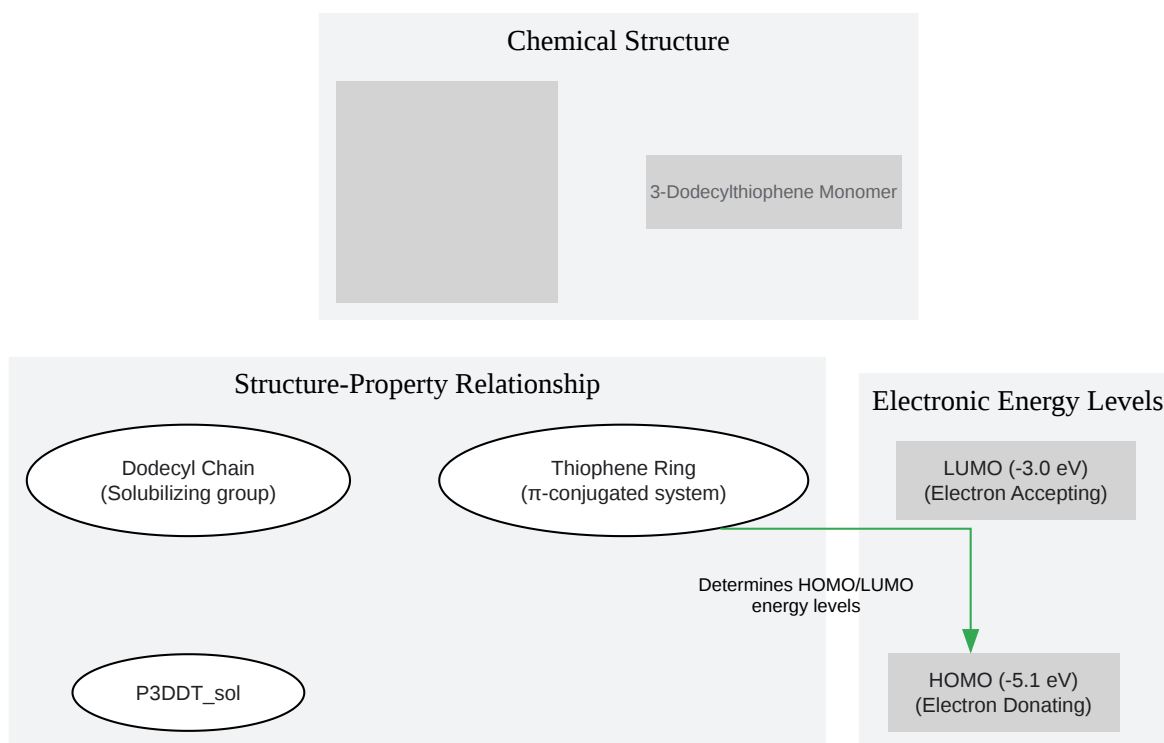 Chemical Structure
3-Dodecylthiophene Monomer
Structure-Property Relationship
Dodecyl Chain
(Solubilizing group)
Thiophene Ring
(π-conjugated system)
P3DDT_sol
Determines HOMO/LUMO
energy levels
Electronic Energy Levels
LUMO (-3.0 eV)
(Electron Accepting)
HOMO (-5.1 eV)
(Electron Donating)